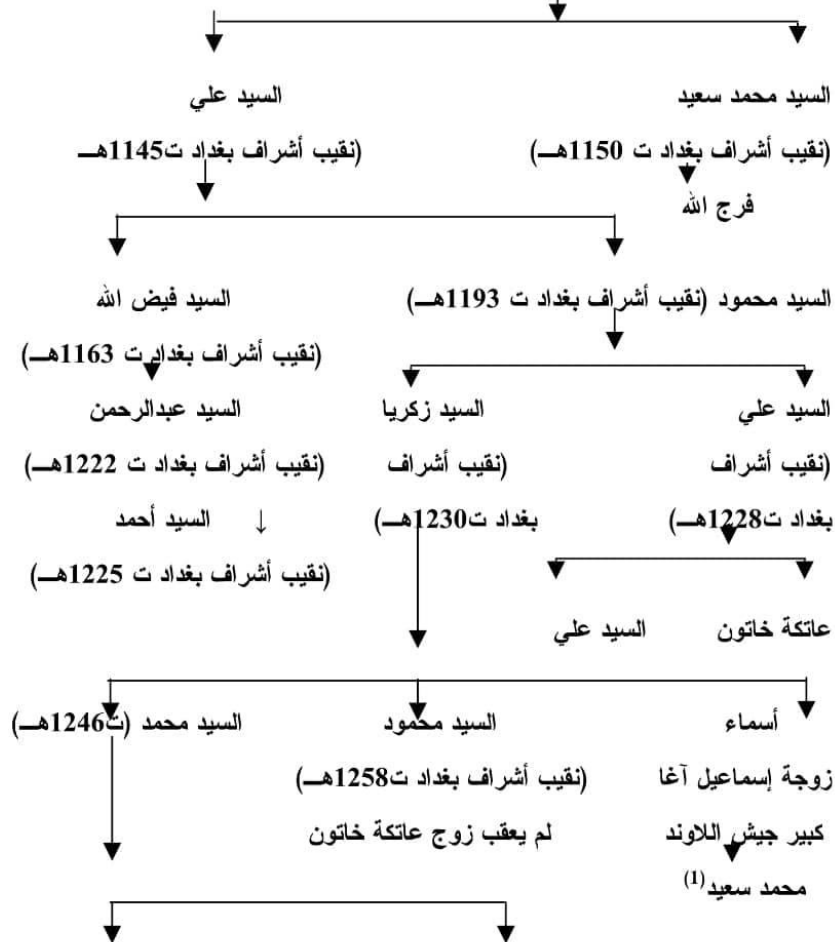 السيد محمد سعيد
السيد علي
(نقيب أشراف بغداد ت 1150هـ)
(نقيب أشراف بغداد ت1145هـ
فرج الله
السيد محمود (نقيب أشراف بغداد ت 1193هـ)
السيد فيض الله
(نقيب أشراف بغداد ت 1163هـ)
السيد علي
السيد زكريا
السيد عبدالرحمن
(نقيب أشراف
(نقيب أشراف
(نقيب أشراف بغداد ت 1222هـ)
بغداد ت1228هـ)
بغداد ت1230هـ)
↓ السيد أحمد
(نقيب أشراف بغداد ت 1225هـ)
عاتكة خاتون
السيد علي
أسماء
السيد محمود
السيد محمد (ت1246هـ)
زوجة إسماعيل آغا
(نقيب أشراف بغداد ت1258هـ)
كبير جيش اللاوند
لم يعقب زوج عاتكة خاتون
محمد سعيد(1)